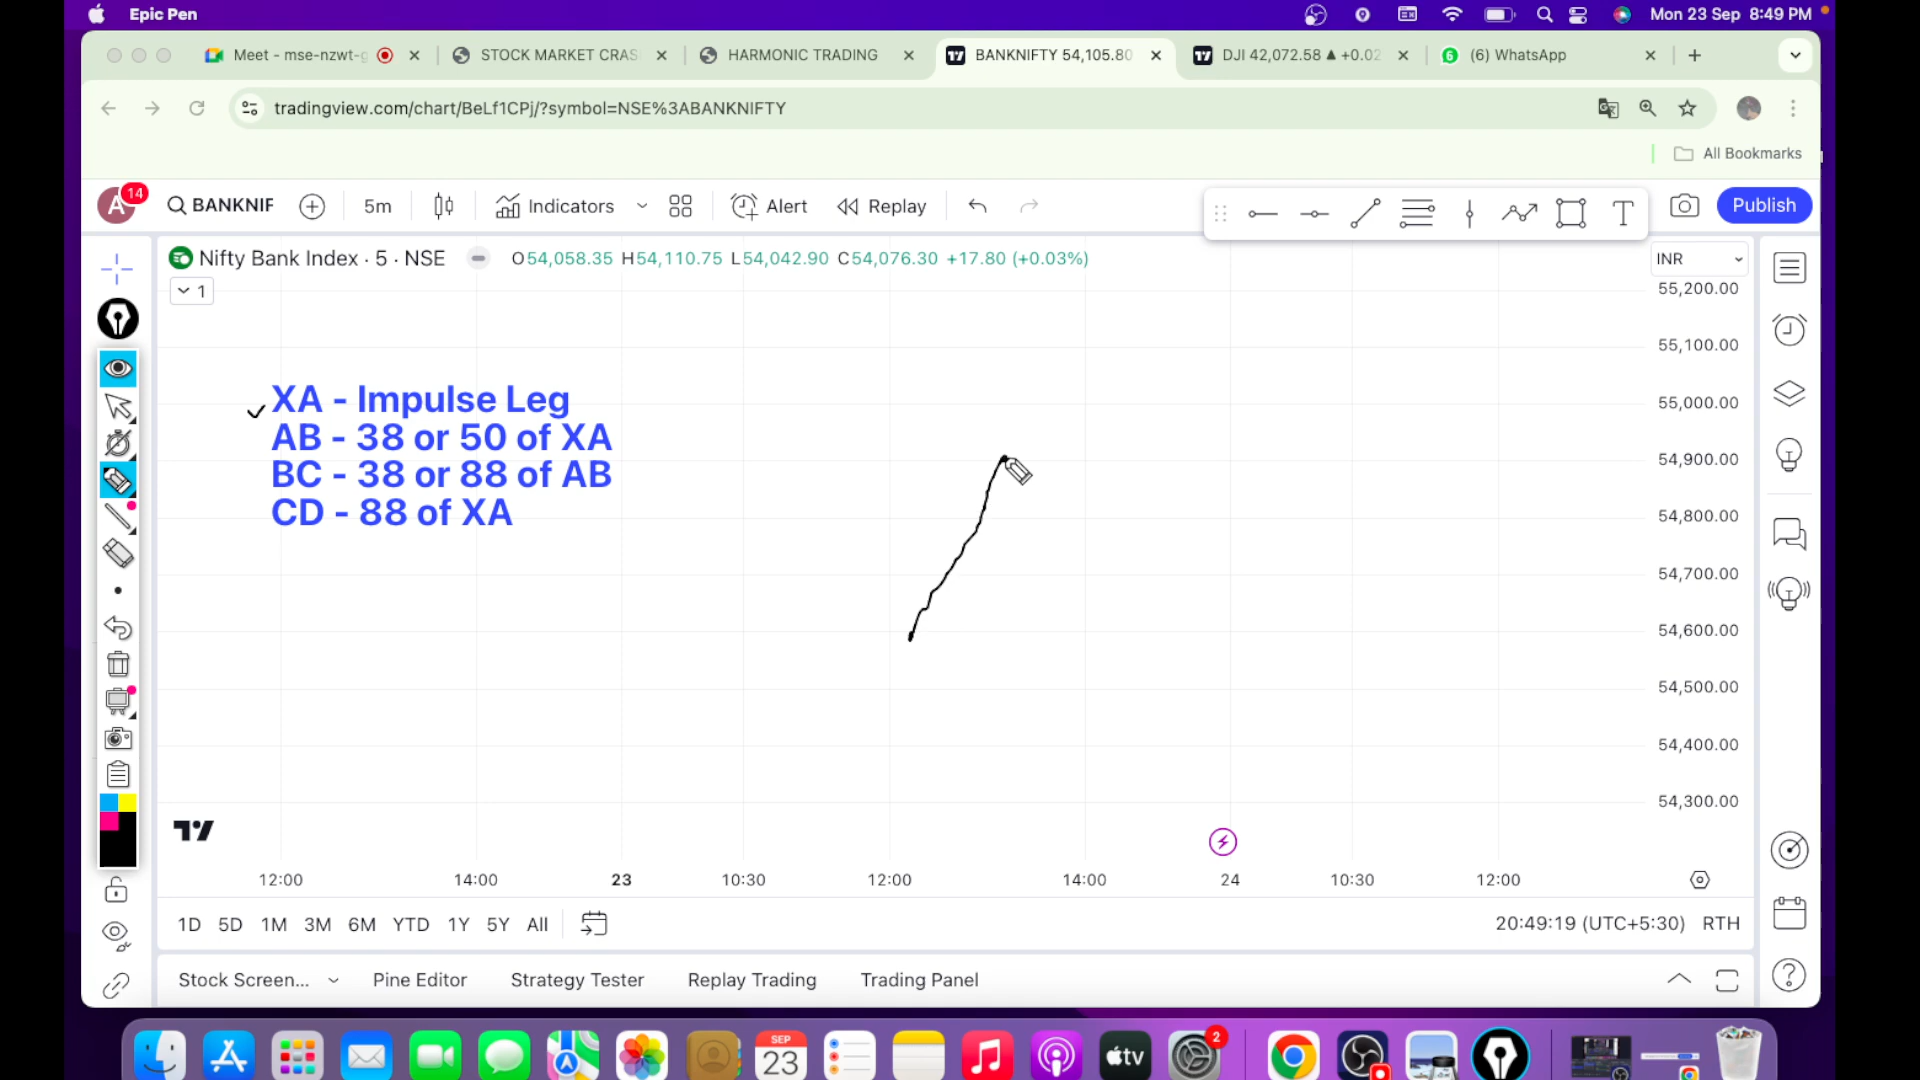 Epic Pen
Mon 23 Sep 8:49 PM
Meet - mse-nzwt-g
STOCK MARKET CRAS
HARMONIC TRADING
BANKNIFTY 54,105.80
DJI 42,072.58 ▲ +0.02
6
(6) WhatsApp
tradingview.com/chart/BeLf1CPj/?symbol=NSE%3ABANKNIFTY
All Bookmarks
A
14
BANKNIF
5m
Indicators
Alert
Replay
T
Publish
Nifty Bank Index · 5 · NSE
O54,058.35 H54,110.75 L54,042.90 C54,076.30 +17.80 (+0.03%)
INR
1
55,200.00
55,100.00
55,000.00
54,900.00
54,800.00
54,700.00
54,600.00
54,500.00
54,400.00
54,300.00
XA - Impulse Leg
AB - 38 or 50 of XA
BC - 38 or 88 of AB
CD - 88 of XA
12:00
14:00
23
10:30
12:00
14:00
24
10:30
12:00
1D 5D 1M 3M 6M YTD 1Y 5Y All
20:49:19 (UTC+5:30) RTH
Stock Screen...
Pine Editor
Strategy Tester
Replay Trading
Trading Panel
SEP
23
tv
2